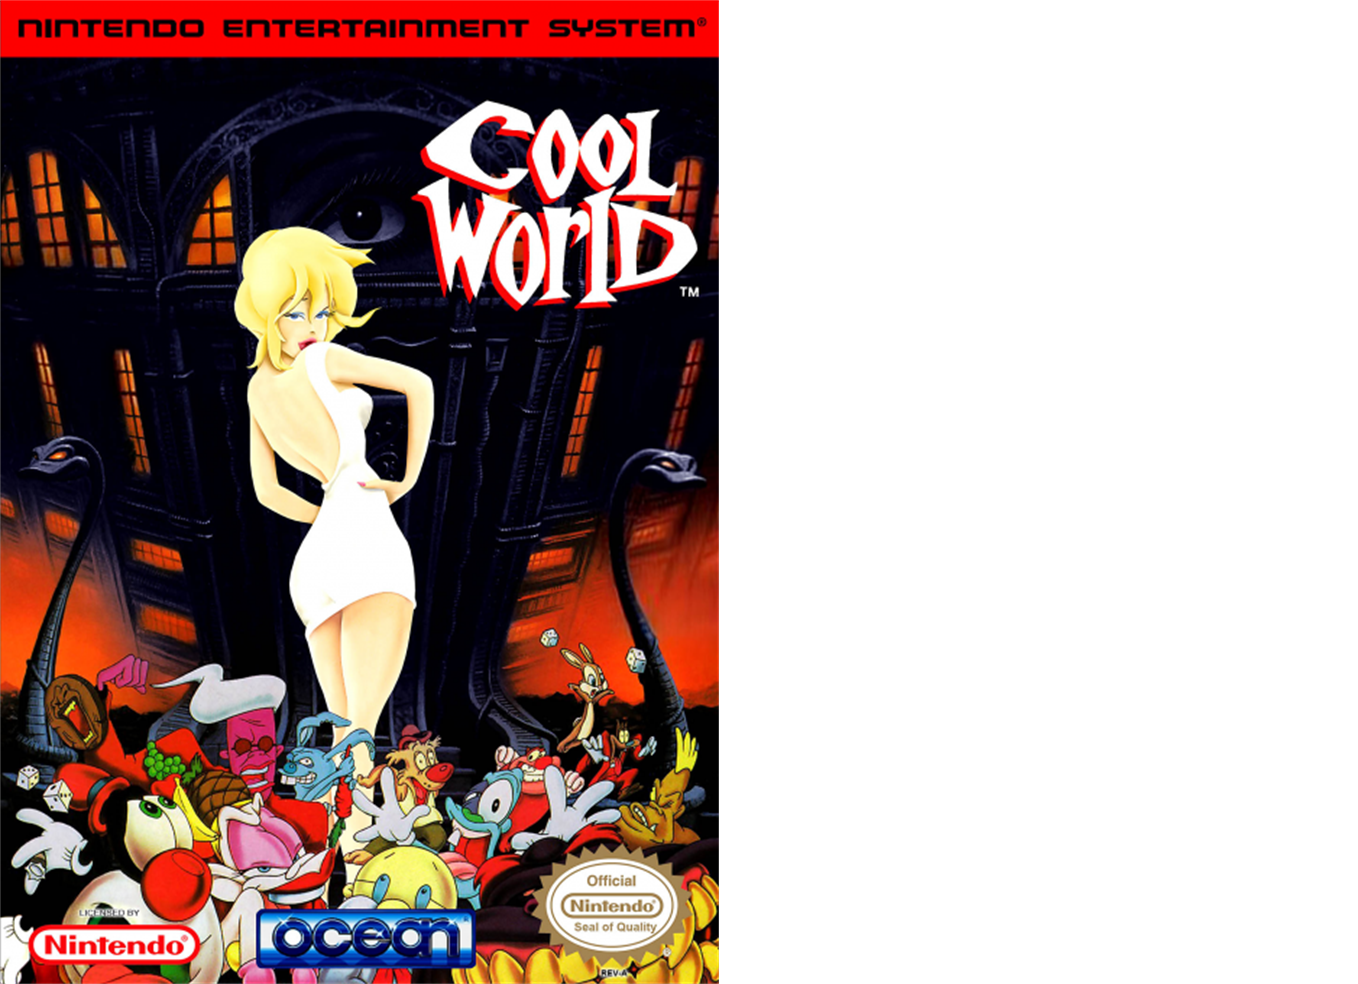 NINTENDO ENTERTAINMENT SYSTEM®
COOL
WORLD
™
LICENSED BY
Nintendo®
ocean
Official
Nintendo®
Seal of Quality
REV-A